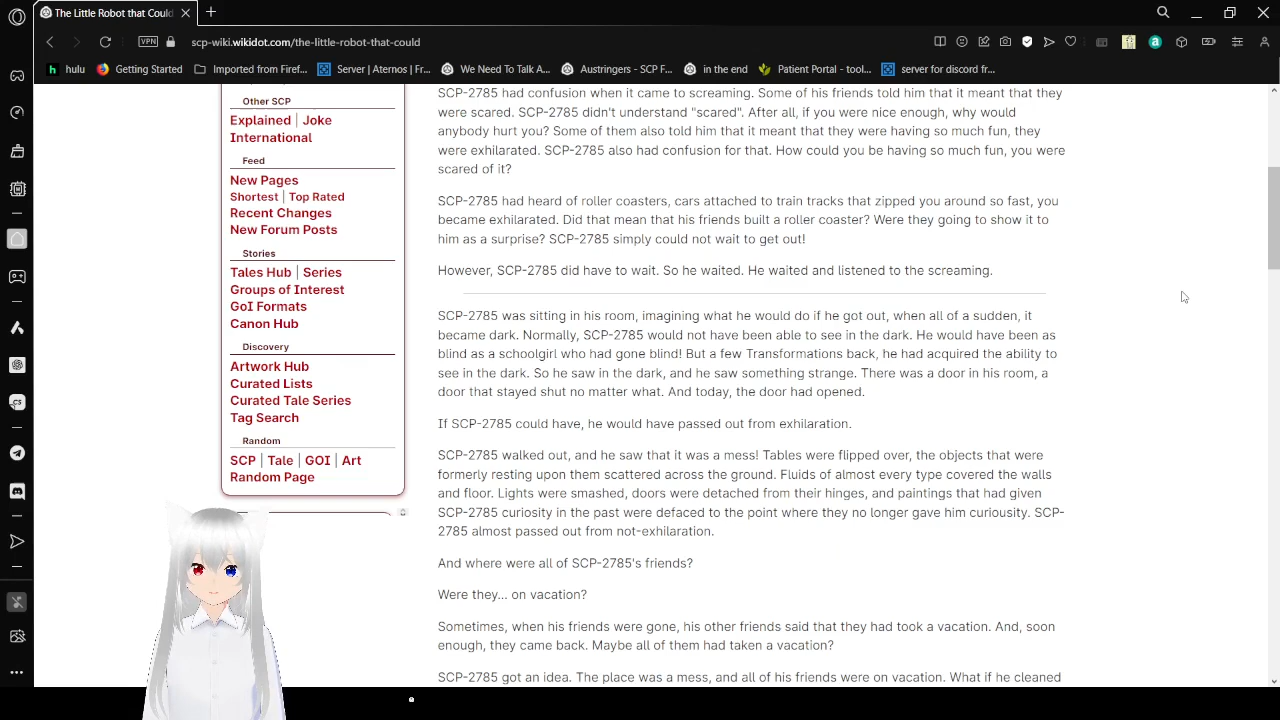 The Little Robot that Could
scp-wiki.wikidot.com/the-little-robot-that-could
VPN
hulu
Getting Started
Imported from Firef...
Server | Aternos | Fr...
We Need To Talk A...
Austringers - SCP F...
in the end
Patient Portal - tool...
server for discord fr...
Other SCP
Explained | Joke
International
Feed
New Pages
Shortest | Top Rated
Recent Changes
New Forum Posts
Stories
Tales Hub | Series
Groups of Interest
GoI Formats
Canon Hub
Discovery
Artwork Hub
Curated Lists
Curated Tale Series
Tag Search
Random
SCP | Tale | GOI | Art
Random Page
SCP-2785 had confusion when it came to screaming. Some of his friends told him that it meant that they
were scared. SCP-2785 didn't understand "scared". After all, if you were nice enough, why would
anybody hurt you? Some of them also told him that it meant that they were having so much fun, they
were exhilarated. SCP-2785 also had confusion for that. How could you be having so much fun, you were
scared of it?
SCP-2785 had heard of roller coasters, cars attached to train tracks that zipped you around so fast, you
became exhilarated. Did that mean that his friends built a roller coaster? Were they going to show it to
him as a surprise? SCP-2785 simply could not wait to get out!
However, SCP-2785 did have to wait. So he waited. He waited and listened to the screaming.
SCP-2785 was sitting in his room, imagining what he would do if he got out, when all of a sudden, it
became dark. Normally, SCP-2785 would not have been able to see in the dark. He would have been as
blind as a schoolgirl who had gone blind! But a few Transformations back, he had acquired the ability to
see in the dark. So he saw in the dark, and he saw something strange. There was a door in his room, a
door that stayed shut no matter what. And today, the door had opened.
If SCP-2785 could have, he would have passed out from exhilaration.
SCP-2785 walked out, and he saw that it was a mess! Tables were flipped over, the objects that were
formerly resting upon them scattered across the ground. Fluids of almost every type covered the walls
and floor. Lights were smashed, doors were detached from their hinges, and paintings that had given
SCP-2785 curiosity in the past were defaced to the point where they no longer gave him curiousity. SCP-
2785 almost passed out from not-exhilaration.
And where were all of SCP-2785's friends?
Were they... on vacation?
Sometimes, when his friends were gone, his other friends said that they had took a vacation. And, soon
enough, they came back. Maybe all of them had taken a vacation?
SCP-2785 got an idea. The place was a mess, and all of his friends were on vacation. What if he cleaned